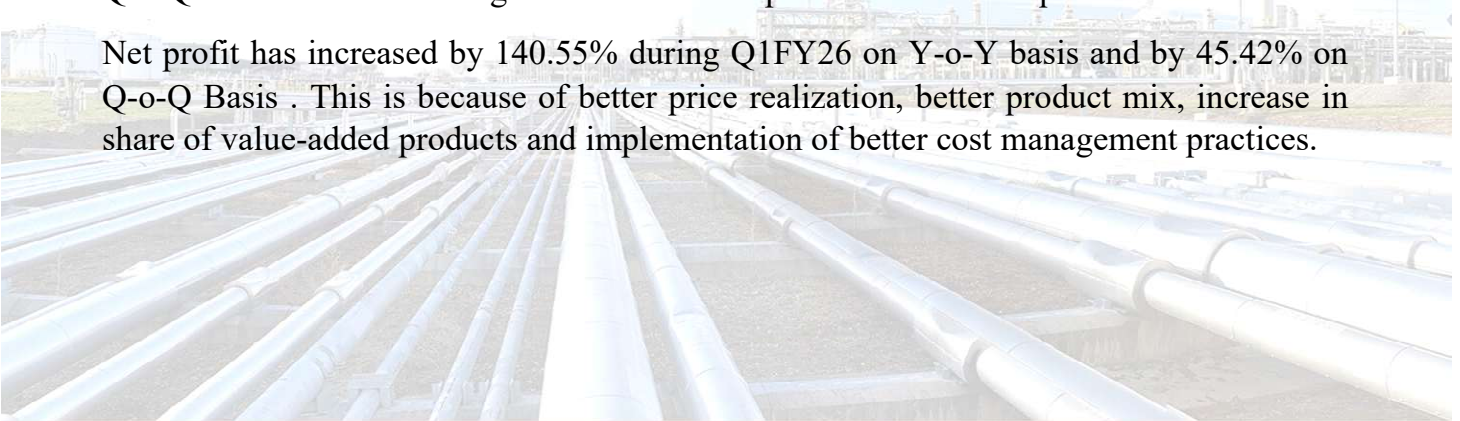 Net profit has increased by 140.55% during Q1FY26 on Y-o-Y basis and by 45.42% on
Q-o-Q Basis . This is because of better price realization, better product mix, increase in
share of value-added products and implementation of better cost management practices.